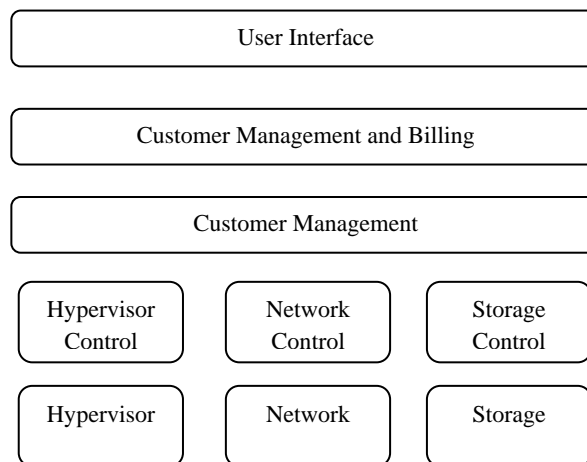 User Interface
Customer Management and Billing
Customer Management
Hypervisor
Control
Network
Control
Storage
Control
Hypervisor
Network
Storage